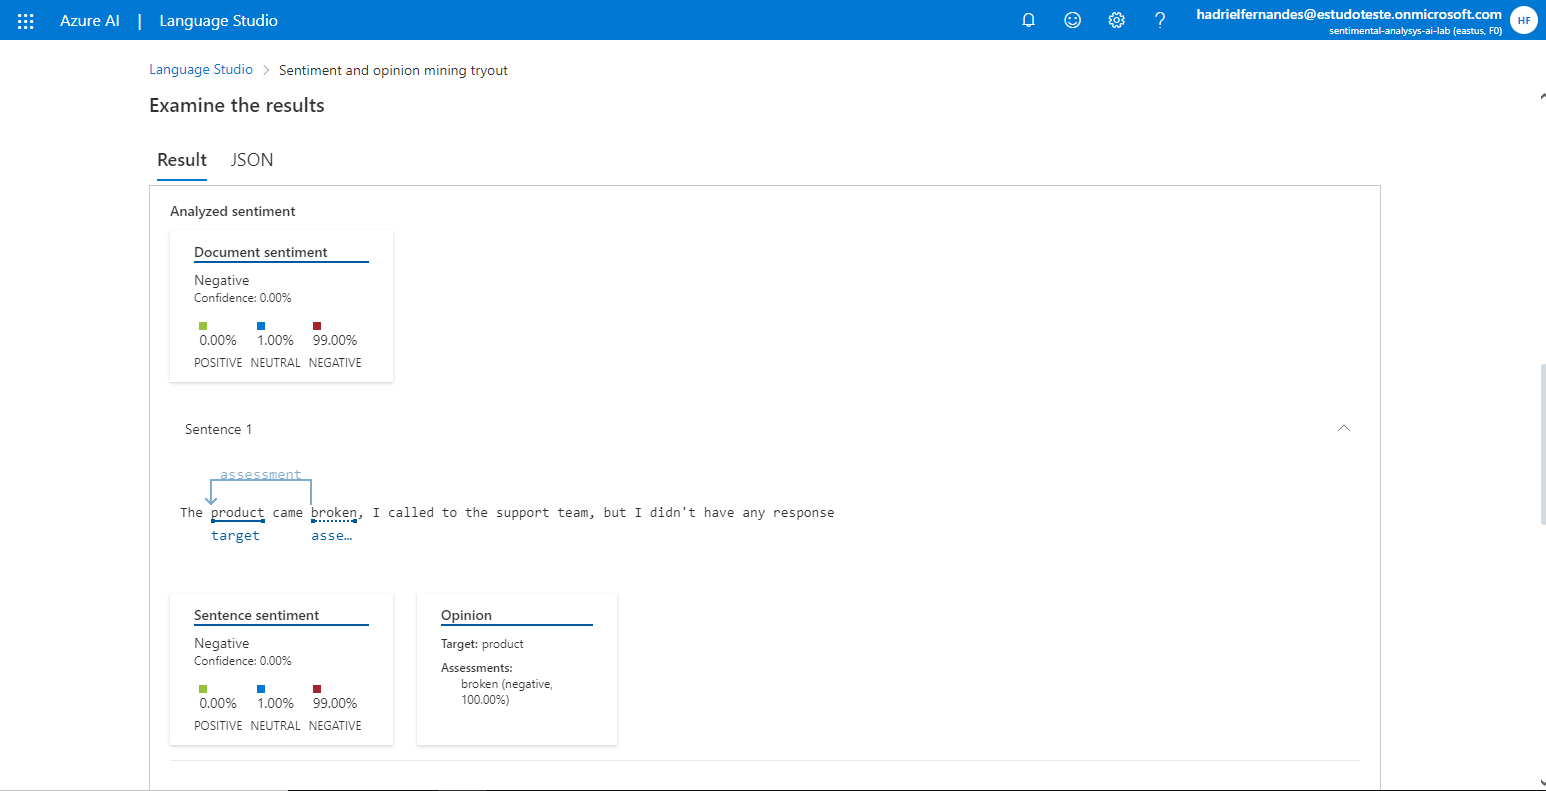 Azure AI | Language Studio
hadrielfernandes@estudoteste.onmicrosoft.com
sentimental-analysys-ai-lab (eastus, F0)
HF
Language Studio > Sentiment and opinion mining tryout
Examine the results
Result JSON
Analyzed sentiment
Document sentiment
Negative
Confidence: 0.00%
0.00% 1.00% 99.00%
POSITIVE NEUTRAL NEGATIVE
Sentence 1
assessment
The product came broken, I called to the support team, but I didn't have any response
target asse…
Sentence sentiment
Negative
Confidence: 0.00%
0.00% 1.00% 99.00%
POSITIVE NEUTRAL NEGATIVE
Opinion
Target: product
Assessments:
broken (negative,
100.00%)